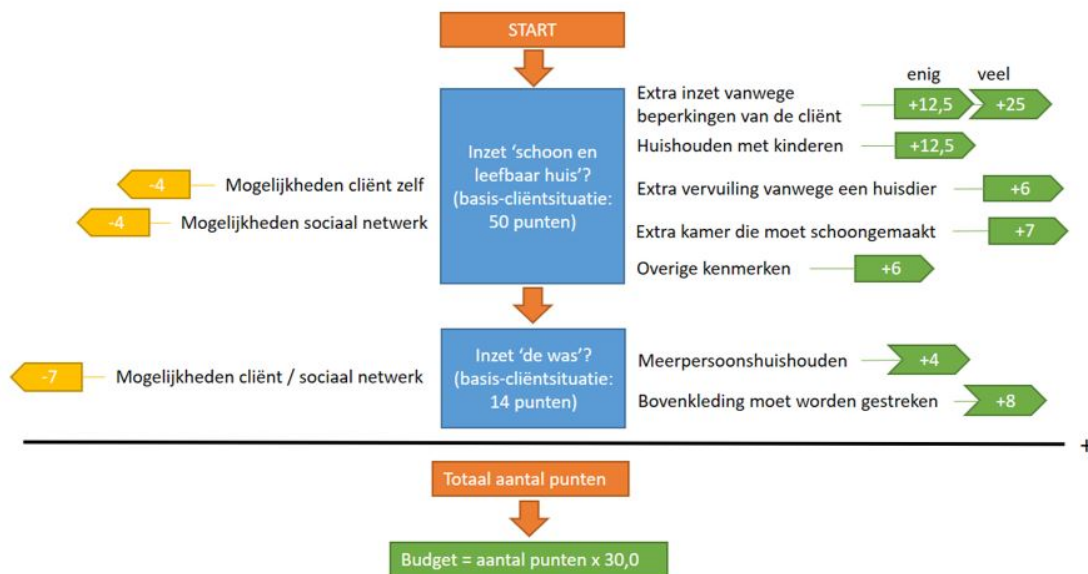 START
enig
veel
Extra inzet vanwege
beperkingen van de cliënt
+12,5
+25
Inzet ‘schoon en
leefbaar huis’?
(basis-cliëntsituatie:
50 punten)
Huishouden met kinderen
+12,5
-4
Mogelijkheden cliënt zelf
Extra vervuiling vanwege een huisdier
+6
-4
Mogelijkheden sociaal netwerk
Extra kamer die moet schoongemaakt
+7
Overige kenmerken
+6
Inzet ‘de was’?
(basis-cliëntsituatie:
14 punten)
Meerpersoonshuishouden
+4
-7
Mogelijkheden cliënt / sociaal netwerk
Bovenkleding moet worden gestreken
+8
+
Totaal aantal punten
Budget = aantal punten x 30,0